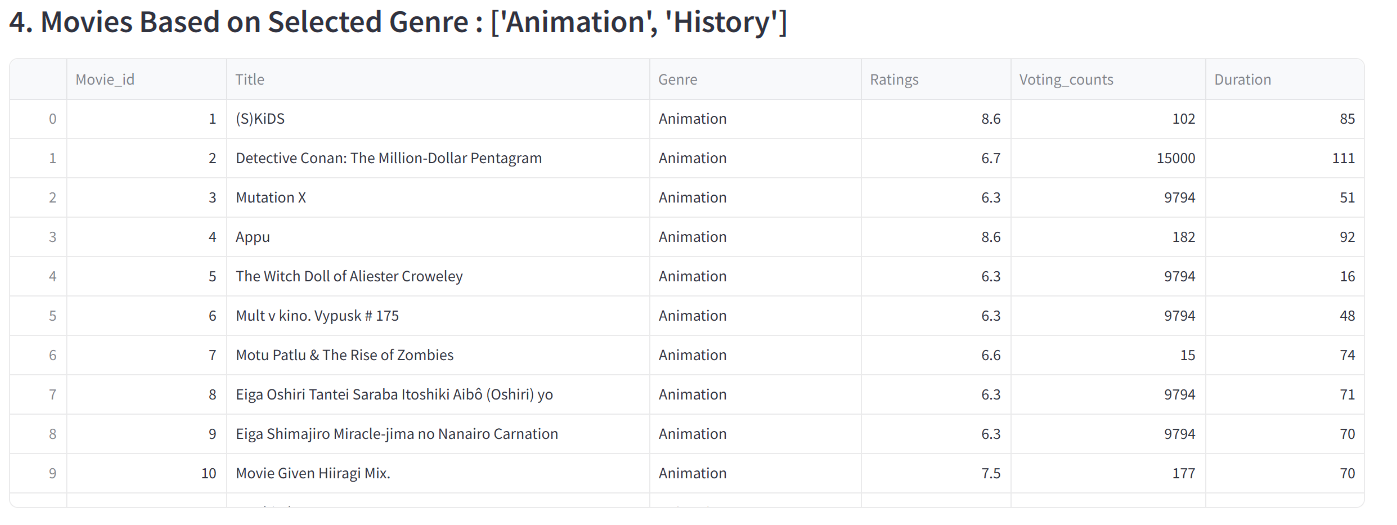 4. Movies Based on Selected Genre : ['Animation', 'History']
Movie_id Title Genre Ratings Voting_counts Duration
0 1 (S)KiDS Animation 8.6 102 85
1 2 Detective Conan: The Million-Dollar Pentagram Animation 6.7 15000 111
2 3 Mutation X Animation 6.3 9794 51
3 4 Appu Animation 8.6 182 92
4 5 The Witch Doll of Aliester Croweley Animation 6.3 9794 16
5 6 Mult v kino. Vypusk # 175 Animation 6.3 9794 48
6 7 Motu Patlu & The Rise of Zombies Animation 6.6 15 74
7 8 Eiga Oshiri Tantei Saraba Itoshiki Aibô (Oshiri) yo Animation 6.3 9794 71
8 9 Eiga Shimajiro Miracle-jima no Nanairo Carnation Animation 6.3 9794 70
9 10 Movie Given Hiiragi Mix. Animation 7.5 177 70